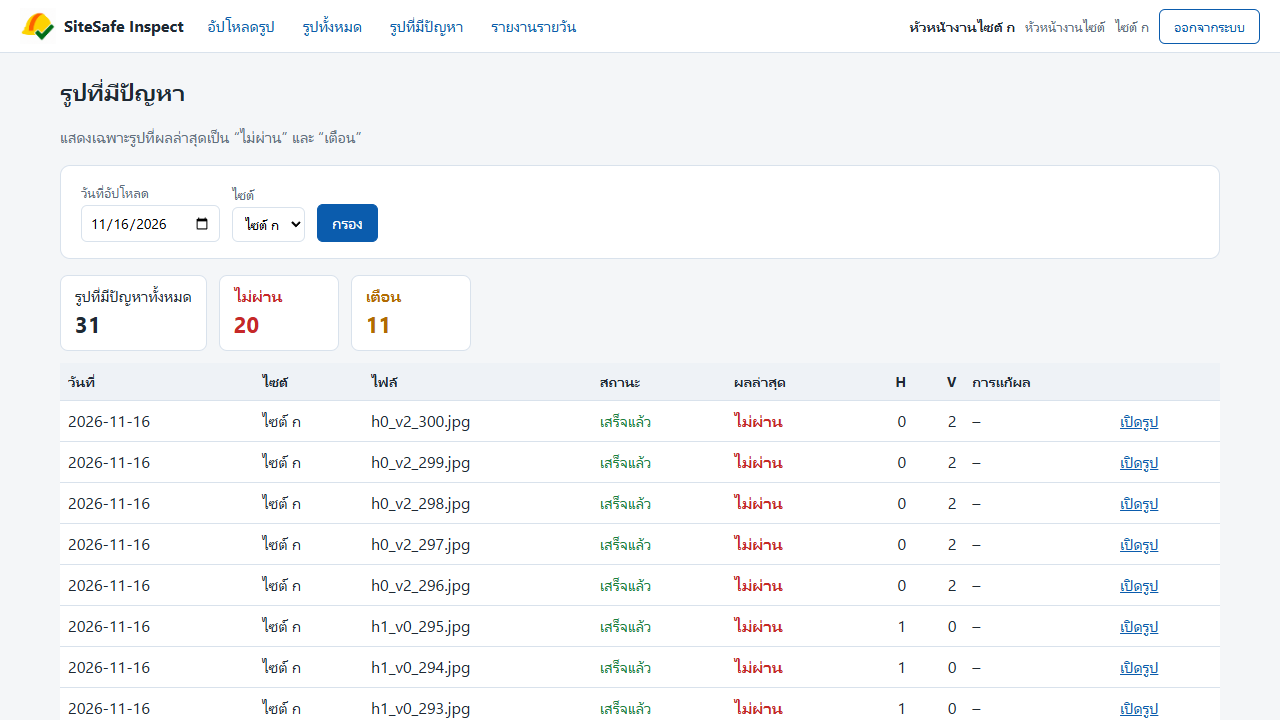 SiteSafe Inspect อัปโหลดรูป รูปทั้งหมด รูปที่มีปัญหา รายงานรายวัน หัวหน้างานไซต์ ก หัวหน้างานไซต์ ไซต์ ก ออกจากระบบ
รูปที่มีปัญหา
แสดงเฉพาะรูปที่ผลล่าสุดเป็น “ไม่ผ่าน” และ “เตือน”
วันที่อัปโหลด ไซต์
11/16/2026 ไซต์ ก กรอง
รูปที่มีปัญหาทั้งหมด ไม่ผ่าน เตือน
31 20 11
วันที่ ไซต์ ไฟล์ สถานะ ผลล่าสุด H V การแก้ผล
2026-11-16 ไซต์ ก h0_v2_300.jpg เสร็จแล้ว ไม่ผ่าน 0 2 – เปิดรูป
2026-11-16 ไซต์ ก h0_v2_299.jpg เสร็จแล้ว ไม่ผ่าน 0 2 – เปิดรูป
2026-11-16 ไซต์ ก h0_v2_298.jpg เสร็จแล้ว ไม่ผ่าน 0 2 – เปิดรูป
2026-11-16 ไซต์ ก h0_v2_297.jpg เสร็จแล้ว ไม่ผ่าน 0 2 – เปิดรูป
2026-11-16 ไซต์ ก h0_v2_296.jpg เสร็จแล้ว ไม่ผ่าน 0 2 – เปิดรูป
2026-11-16 ไซต์ ก h1_v0_295.jpg เสร็จแล้ว ไม่ผ่าน 1 0 – เปิดรูป
2026-11-16 ไซต์ ก h1_v0_294.jpg เสร็จแล้ว ไม่ผ่าน 1 0 – เปิดรูป
2026-11-16 ไซต์ ก h1_v0_293.jpg เสร็จแล้ว ไม่ผ่าน 1 0 – เปิดรูป